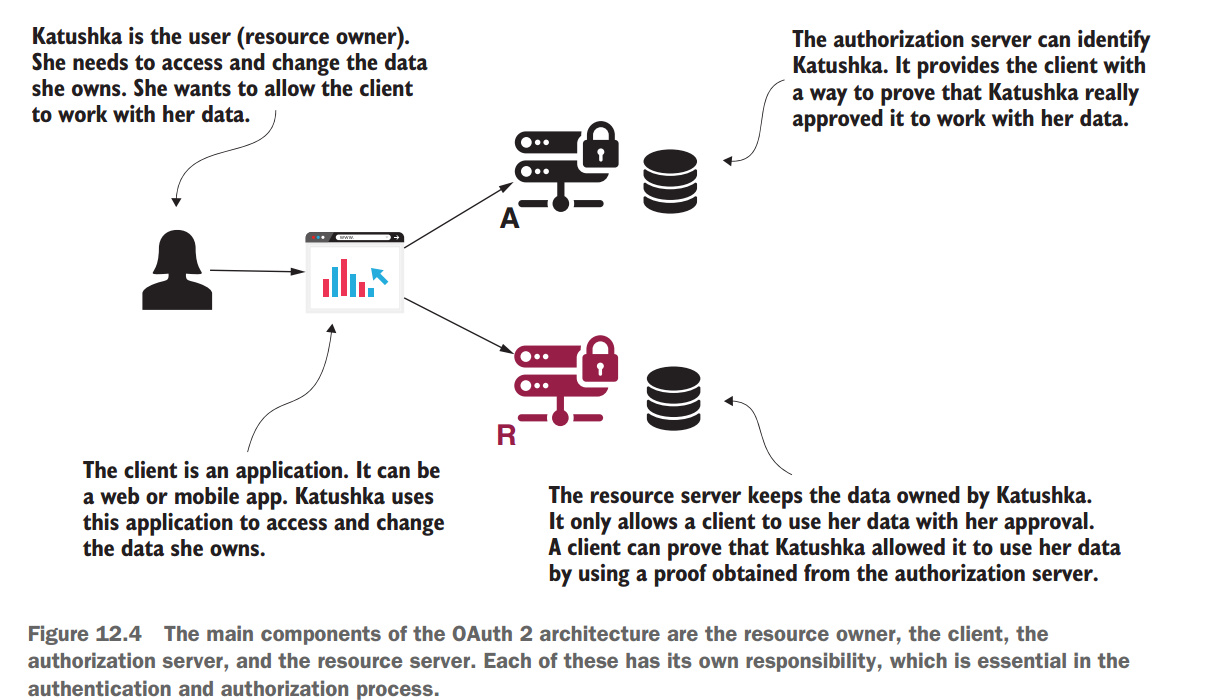 Katushka is the user (resource owner).
She needs to access and change the data
she owns. She wants to allow the client
to work with her data.
The authorization server can identify
Katushka. It provides the client with
a way to prove that Katushka really
approved it to work with her data.
A
www.
R
The client is an application. It can be
a web or mobile app. Katushka uses
this application to access and change
the data she owns.
The resource server keeps the data owned by Katushka.
It only allows a client to use her data with her approval.
A client can prove that Katushka allowed it to use her data
by using a proof obtained from the authorization server.
Figure 12.4 The main components of the OAuth 2 architecture are the resource owner, the client, the
authorization server, and the resource server. Each of these has its own responsibility, which is essential in the
authentication and authorization process.